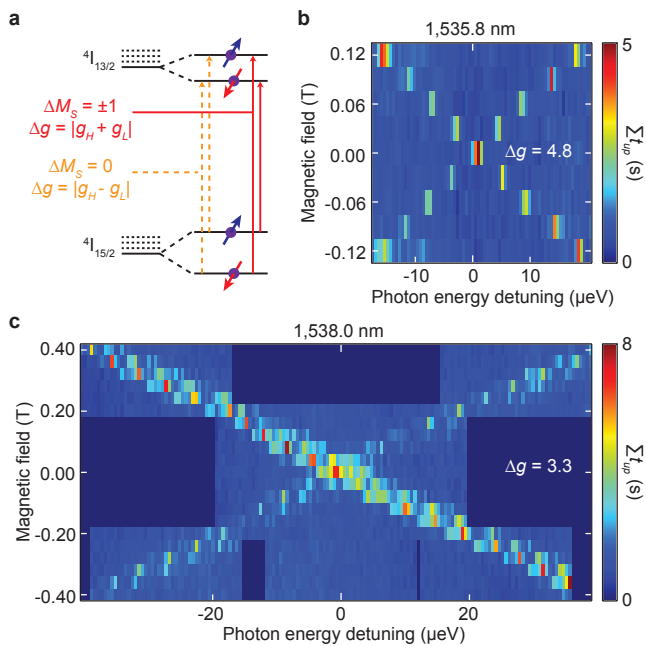 a
⁴I₁₃/₂
ΔM_S = ±1
Δg = |g_H + g_L|
ΔM_S = 0
Δg = |g_H - g_L|
⁴I₁₅/₂
b
1,535.8 nm
Magnetic field (T)
0.12
0.06
0.00
-0.06
-0.12
Δg = 4.8
-10
0
10
Photon energy detuning (µeV)
5
0
∑t_up (s)
c
1,538.0 nm
Magnetic field (T)
0.40
0.20
0.00
-0.20
-0.40
Δg = 3.3
-20
0
20
Photon energy detuning (µeV)
8
0
∑t_up (s)